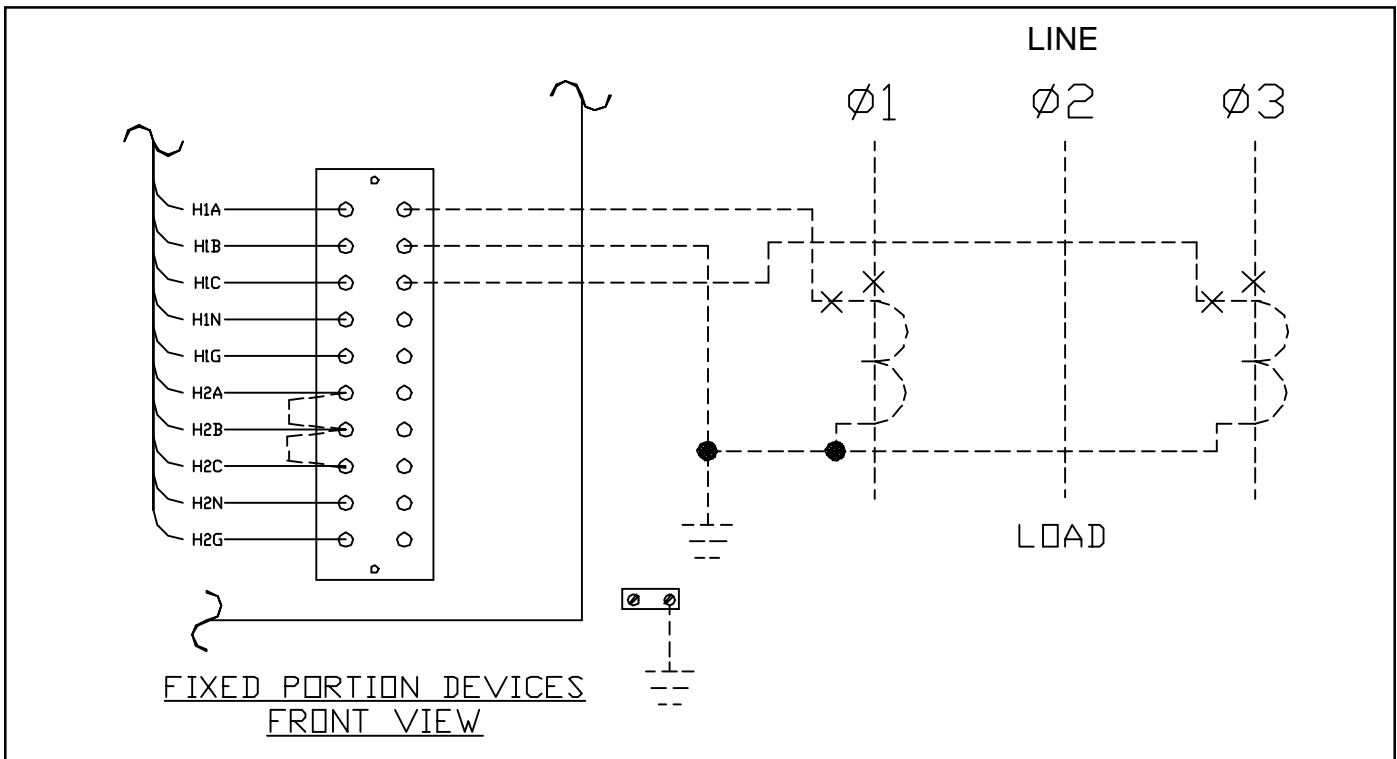 LINE
Ø1 Ø2 Ø3
H1A
H1B
H1C
H1N
H1G
H2A
H2B
H2C
H2N
H2G
LOAD
FIXED PORTION DEVICES
FRONT VIEW